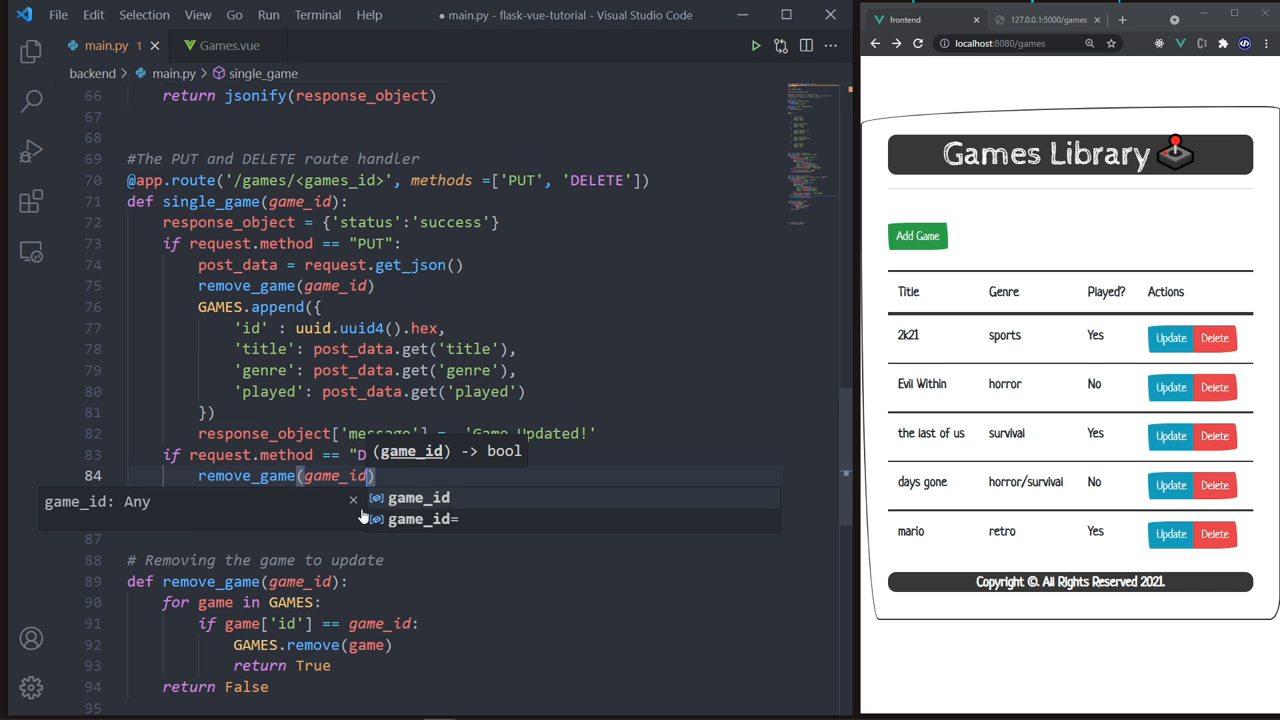 File Edit Selection View Go Run Terminal Help ● main.py - flask-vue-tutorial - Visual Studio Code
main.py 1 Games.vue
backend > main.py > single_game
66 return jsonify(response_object)
67
68
69 #The PUT and DELETE route handler
70 @app.route('/games/<games_id>', methods =['PUT', 'DELETE'])
71 def single_game(game_id):
72 response_object = {'status':'success'}
73 if request.method == "PUT":
74 post_data = request.get_json()
75 remove_game(game_id)
76 GAMES.append({
77 'id' : uuid.uuid4().hex,
78 'title': post_data.get('title'),
79 'genre': post_data.get('genre'),
80 'played': post_data.get('played')
81 })
82 response_object['message'] = 'Game Updated!'
83 if request.method == "D
(game_id) -> bool
84 remove_game(game_id)
game_id: Any
game_id
game_id=
87
88 # Removing the game to update
89 def remove_game(game_id):
90 for game in GAMES:
91 if game['id'] == game_id:
92 GAMES.remove(game)
93 return True
94 return False
95
frontend 127.0.0.1:5000/games
localhost:8080/games
Games Library
Add Game
Title Genre Played? Actions
2k21 sports Yes Update Delete
Evil Within horror No Update Delete
the last of us survival Yes Update Delete
days gone horror/survival No Update Delete
mario retro Yes Update Delete
Copyright ©. All Rights Reserved 2021.